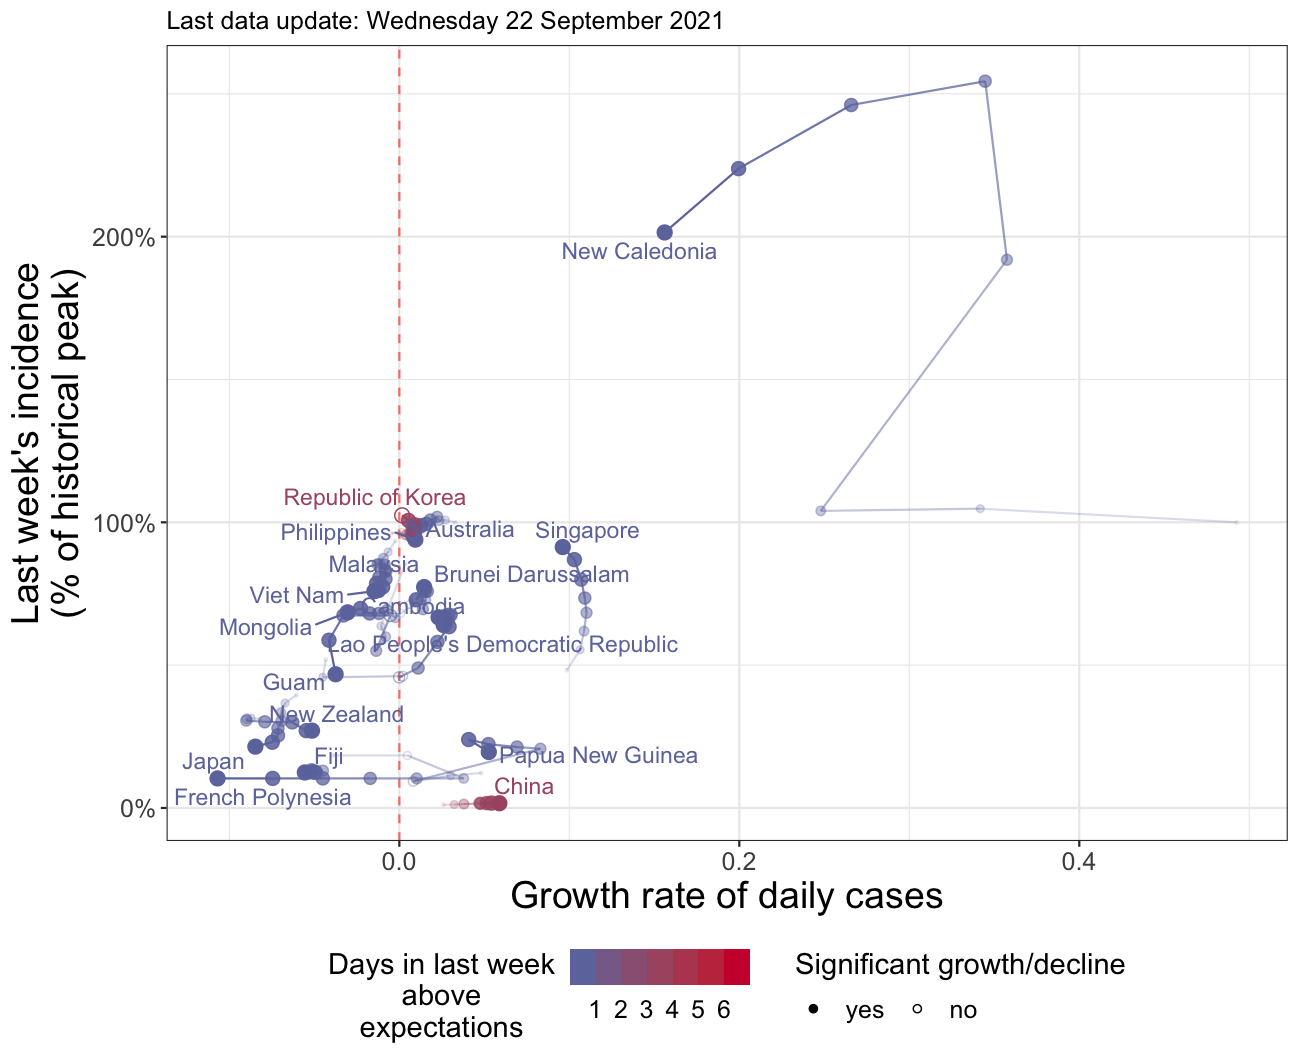 Last data update: Wednesday 22 September 2021
Last week's incidence
(% of historical peak)
200%
100%
0%
New Caledonia
Republic of Korea
Philippines
Australia
Singapore
Malaysia
Brunei Darussalam
Viet Nam
Cambodia
Mongolia
Lao People's Democratic Republic
Guam
New Zealand
Japan
Fiji
Papua New Guinea
French Polynesia
China
0.0
0.2
0.4
Growth rate of daily cases
Days in last week
above
expectations
1 2 3 4 5 6
Significant growth/decline
yes
no